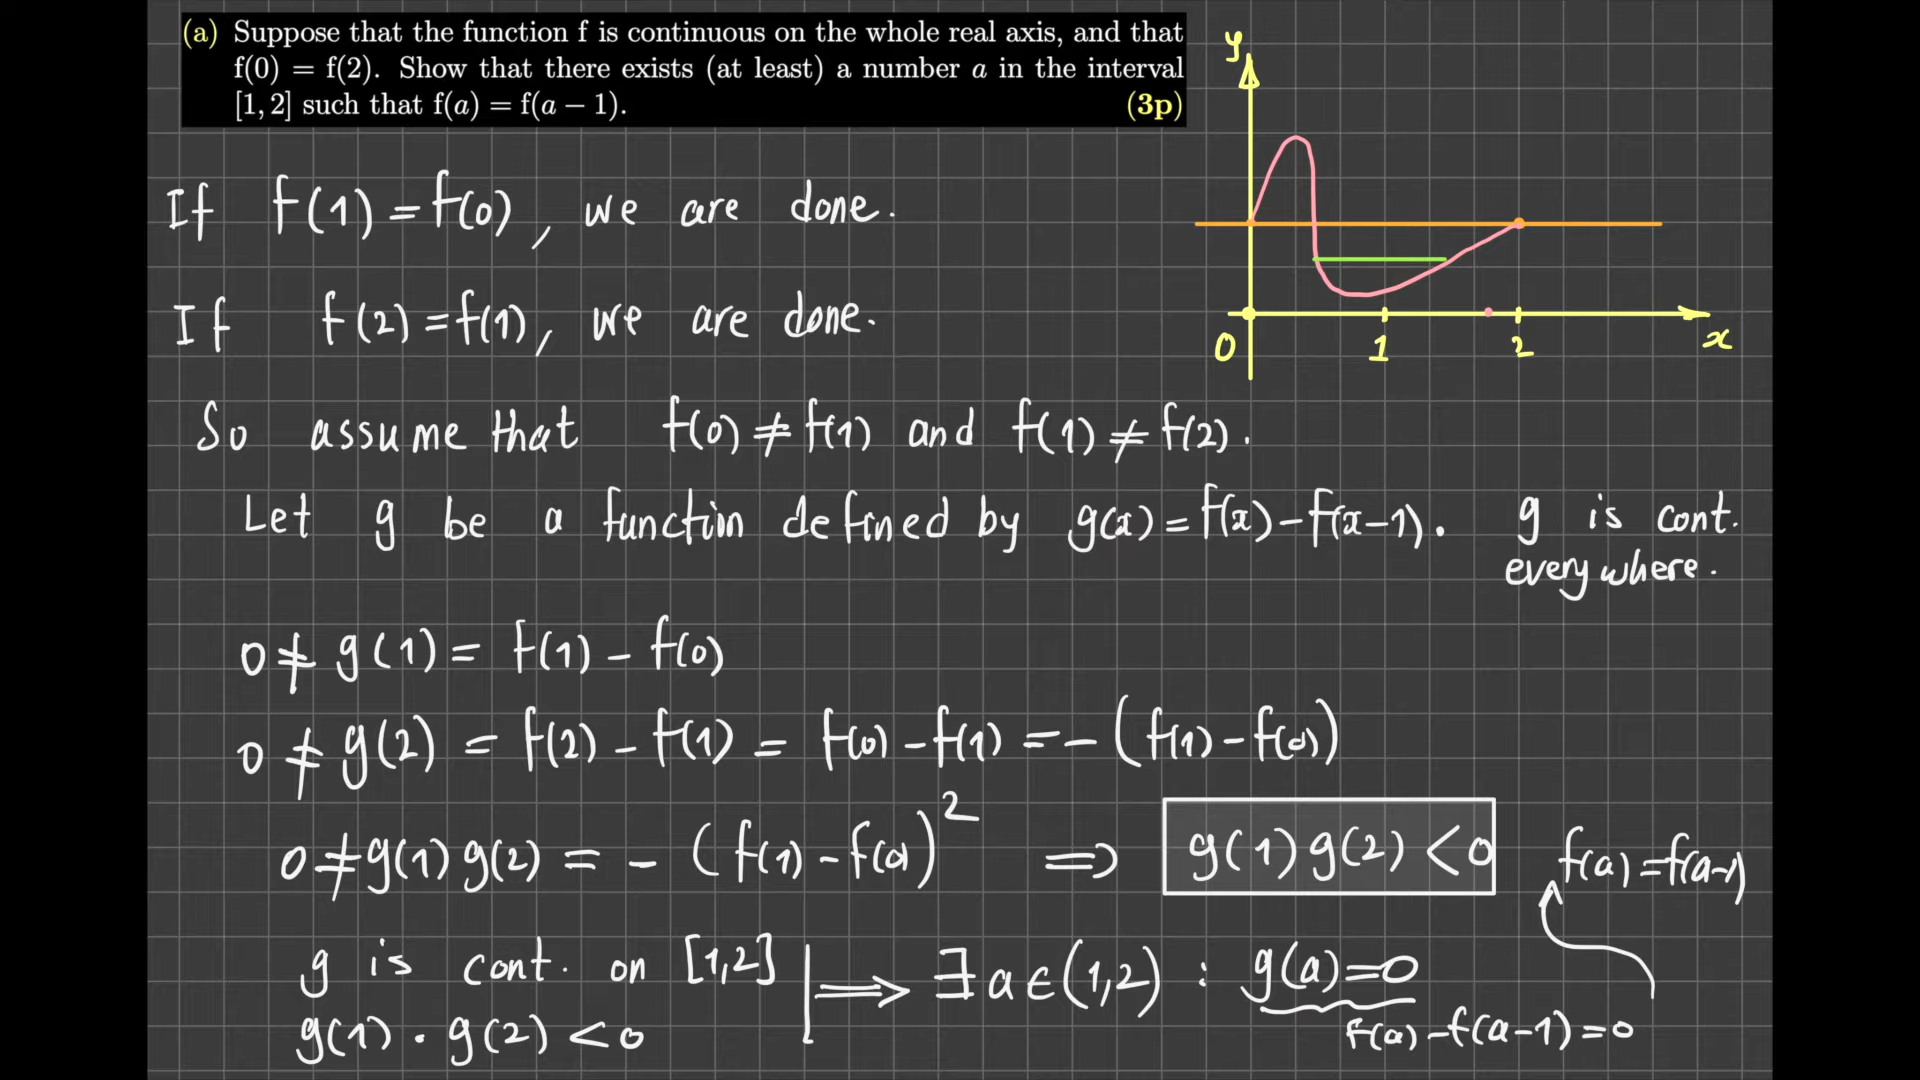 (a) Suppose that the function f is continuous on the whole real axis, and that
f(0) = f(2). Show that there exists (at least) a number a in the interval
[1, 2] such that f(a) = f(a − 1). (3p)
y
0 1 2 x
If f(1) = f(0), we are done.
If f(2) = f(1), we are done.
So assume that f(0) ≠ f(1) and f(1) ≠ f(2).
Let g be a function defined by g(x) = f(x) − f(x−1). g is cont.
everywhere.
0 ≠ g(1) = f(1) − f(0)
0 ≠ g(2) = f(2) − f(1) = f(0) − f(1) = −(f(1) − f(0))
0 ≠ g(1) g(2) = − (f(1) − f(0))² ⟹ g(1) g(2) < 0
f(a) = f(a−1)
g is cont. on [1,2] ⟹ ∃ a ∈ (1,2) : g(a) = 0
g(1) · g(2) < 0
f(a) − f(a−1) = 0